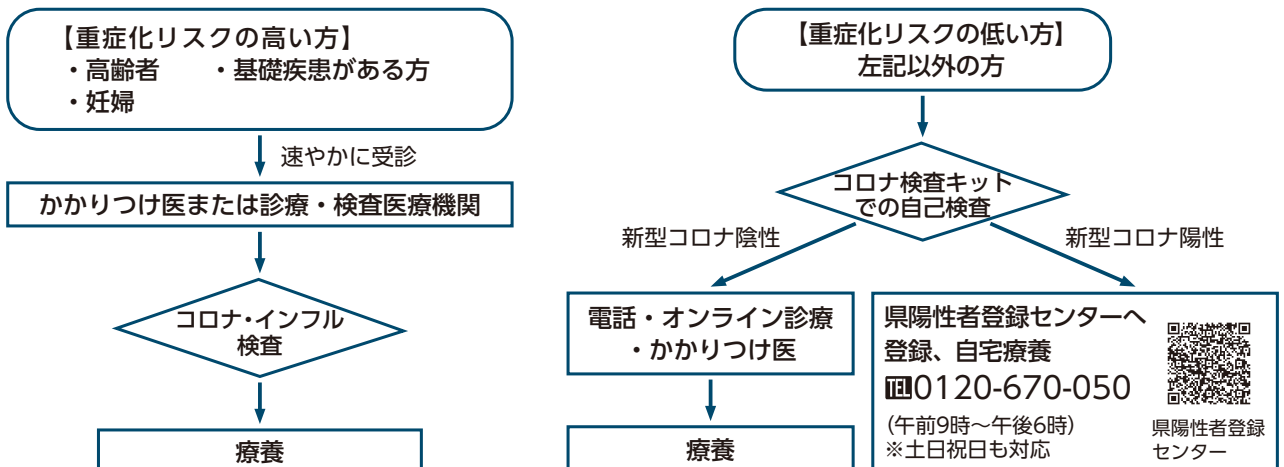 【重症化リスクの高い方】
・高齢者　・基礎疾患がある方
・妊婦
速やかに受診
かかりつけ医または診療・検査医療機関
コロナ・インフル
検査
療養
【重症化リスクの低い方】
左記以外の方
コロナ検査キット
での自己検査
新型コロナ陰性
新型コロナ陽性
電話・オンライン診療
・かかりつけ医
療養
県陽性者登録センターへ
登録、自宅療養
TEL0120-670-050
(午前9時～午後6時)
※土日祝日も対応
県陽性者登録
センター